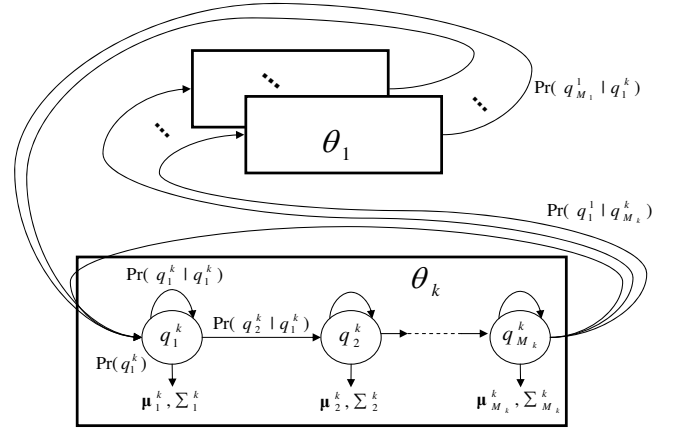 Pr( q^1_{M_1} | q^k_1 )
θ_1
Pr( q^1_1 | q^k_{M_k} )
Pr( q^k_1 | q^k_1 )
θ_k
q^k_1
Pr( q^k_2 | q^k_1 )
q^k_2
q^k_{M_k}
Pr( q^k_1 )
μ^k_1 , Σ^k_1
μ^k_2 , Σ^k_2
μ^k_{M_k} , Σ^k_{M_k}